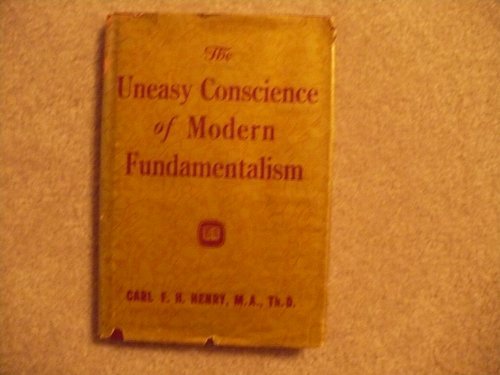 The
Uneasy Conscience
of Modern
Fundamentalism
CARL F. H. HENRY, M.A., Th.D.